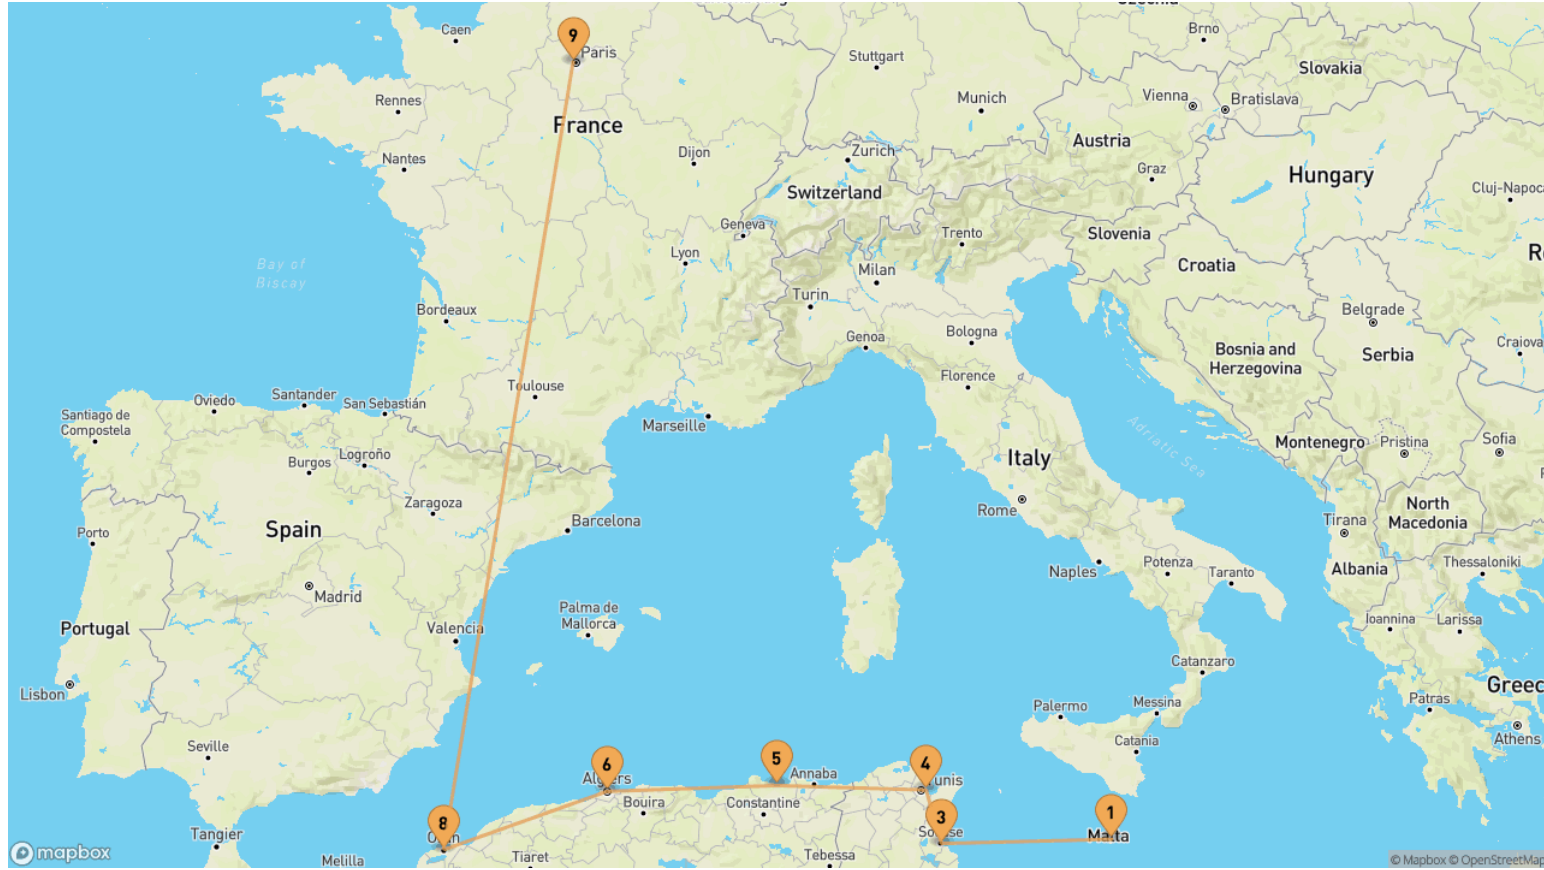 Caen
9
Paris
Stuttgart
Brno
Slovakia
Rennes
Munich
Vienna
Bratislava
France
Austria
Nantes
Dijon
Zurich
Graz
Hungary
Switzerland
Cluj-Napoc
Geneva
Trento
Slovenia
Lyon
Bay of
Biscay
Milan
Croatia
Turin
Bordeaux
Belgrade
Genoa
Bologna
Bosnia and
Herzegovina
Serbia
Craiova
Florence
Toulouse
Santander
Oviedo
San Sebastián
Santiago de
Compostela
Marseille
Adriatic Sea
Montenegro
Pristina
Sofia
Logroño
Burgos
Italy
Zaragoza
Rome
North
Macedonia
Barcelona
Tirana
Spain
Porto
Naples
Potenza
Taranto
Albania
Thessaloniki
Madrid
Palma de
Mallorca
Ioannina
Larissa
Portugal
Valencia
Catanzaro
Lisbon
Greec
Palermo
Messina
Patras
Seville
Catania
Athens
6
5
4
Algiers
Annaba
Tunis
Bouira
Constantine
8
3
1
Oran
Sousse
Malta
Tangier
Melilla
Tiaret
Tebessa
mapbox
© Mapbox © OpenStreetMap